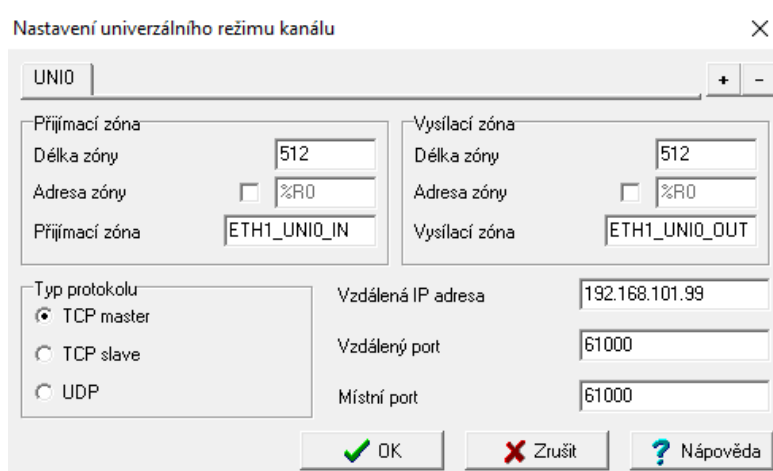 Nastavení univerzálního režimu kanálu
UNI0
+ -
Přijímací zóna
Délka zóny 512
Adresa zóny %R0
Přijímací zóna ETH1_UNI0_IN
Vysílací zóna
Délka zóny 512
Adresa zóny %R0
Vysílací zóna ETH1_UNI0_OUT
Typ protokolu
TCP master
TCP slave
UDP
Vzdálená IP adresa 192.168.101.99
Vzdálený port 61000
Místní port 61000
OK Zrušit ? Nápověda